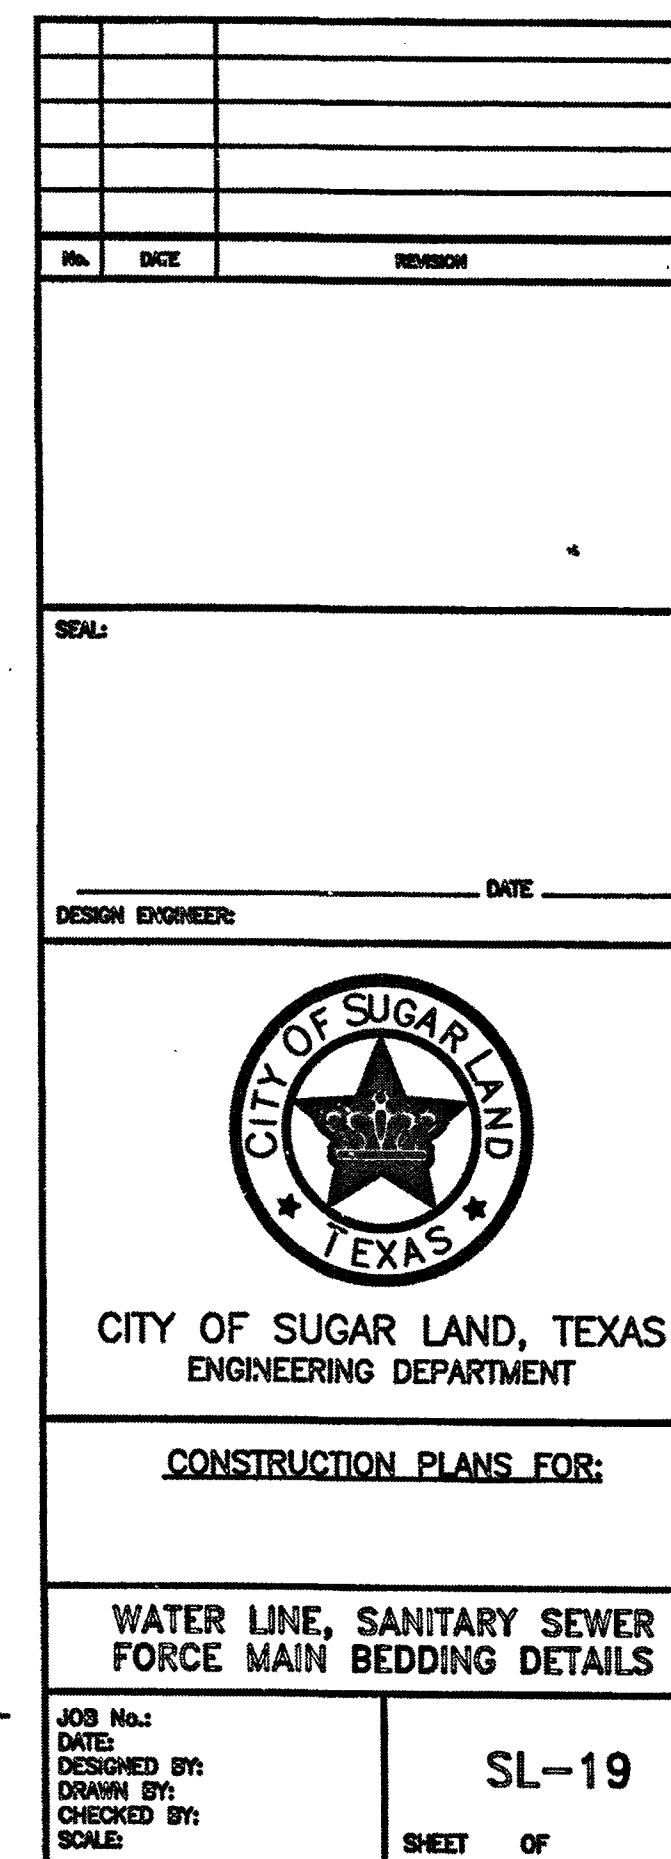 No. DATE REVISION
SEAL:
DATE
DESIGN ENGINEER:
CITY OF SUGAR LAND
TEXAS
CITY OF SUGAR LAND, TEXAS
ENGINEERING DEPARTMENT
CONSTRUCTION PLANS FOR:
WATER LINE, SANITARY SEWER
FORCE MAIN BEDDING DETAILS
JOB No.:
DATE:
DESIGNED BY:
DRAWN BY:
CHECKED BY:
SCALE:
SL-19
SHEET OF